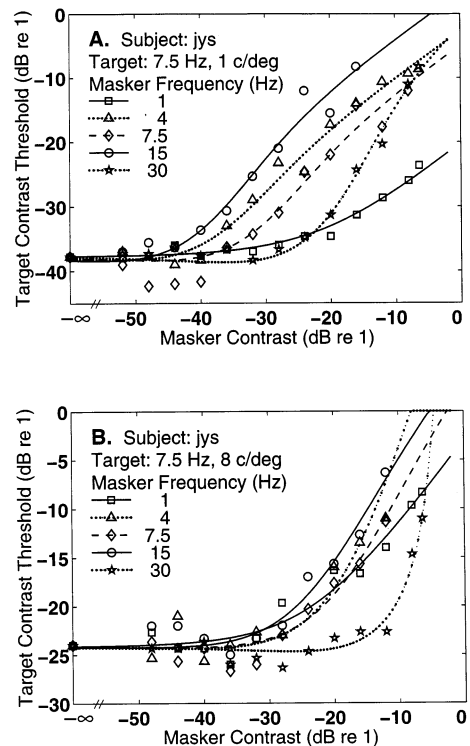 A. Subject: jys
Target: 7.5 Hz, 1 c/deg
Masker Frequency (Hz)
1
4
7.5
15
30
Target Contrast Threshold (dB re 1)
0
−10
−20
−30
−40
−∞ −50 −40 −30 −20 −10 0
Masker Contrast (dB re 1)
B. Subject: jys
Target: 7.5 Hz, 8 c/deg
Masker Frequency (Hz)
1
4
7.5
15
30
Target Contrast Threshold (dB re 1)
0
−5
−10
−15
−20
−25
−30
−∞ −50 −40 −30 −20 −10 0
Masker Contrast (dB re 1)